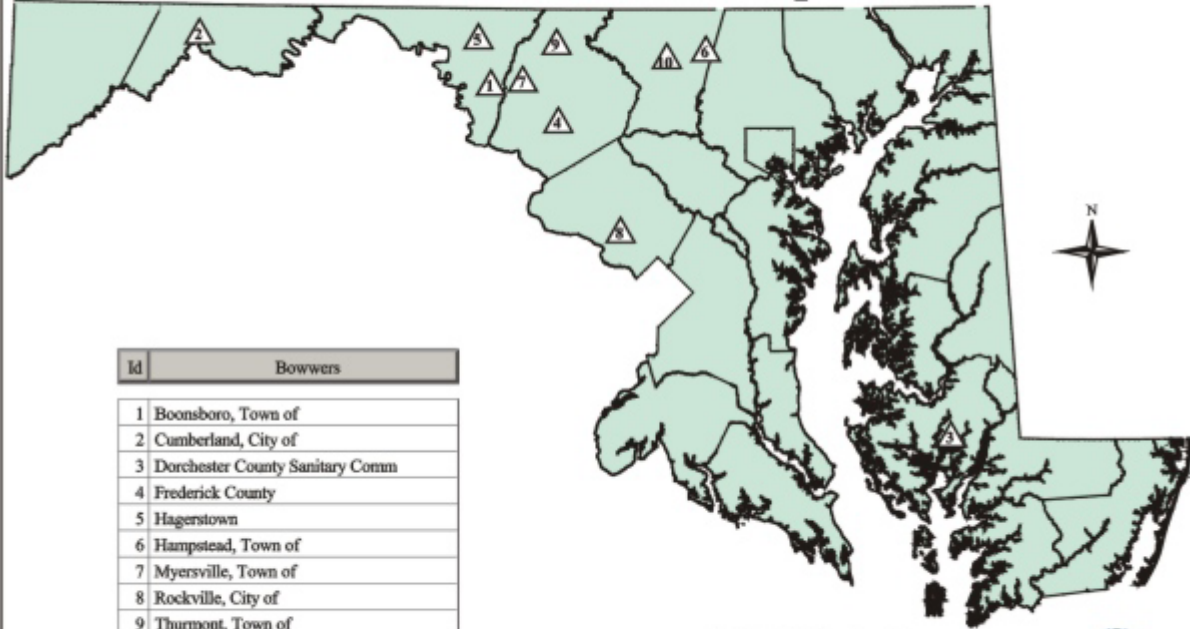 2
5
9
10
6
1
7
4
8
N
3
Id Bowwers
1 Boonsboro, Town of
2 Cumberland, City of
3 Dorchester County Sanitary Comm
4 Frederick County
5 Hagerstown
6 Hampstead, Town of
7 Myersville, Town of
8 Rockville, City of
9 Thurmont, Town of